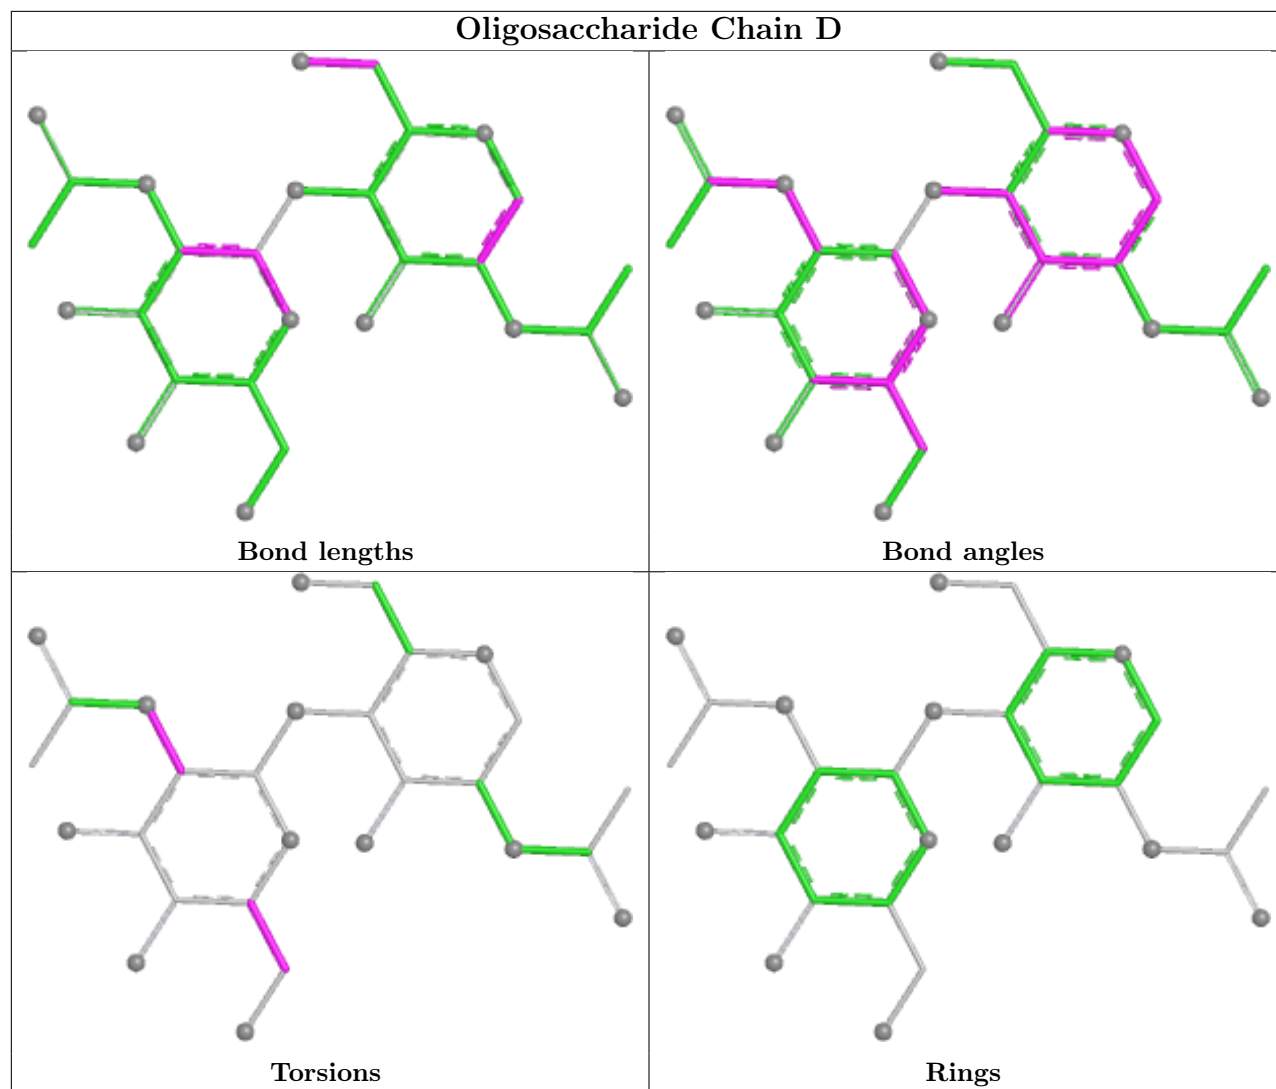 Oligosaccharide Chain D
Bond lengths
Bond angles
Torsions
Rings